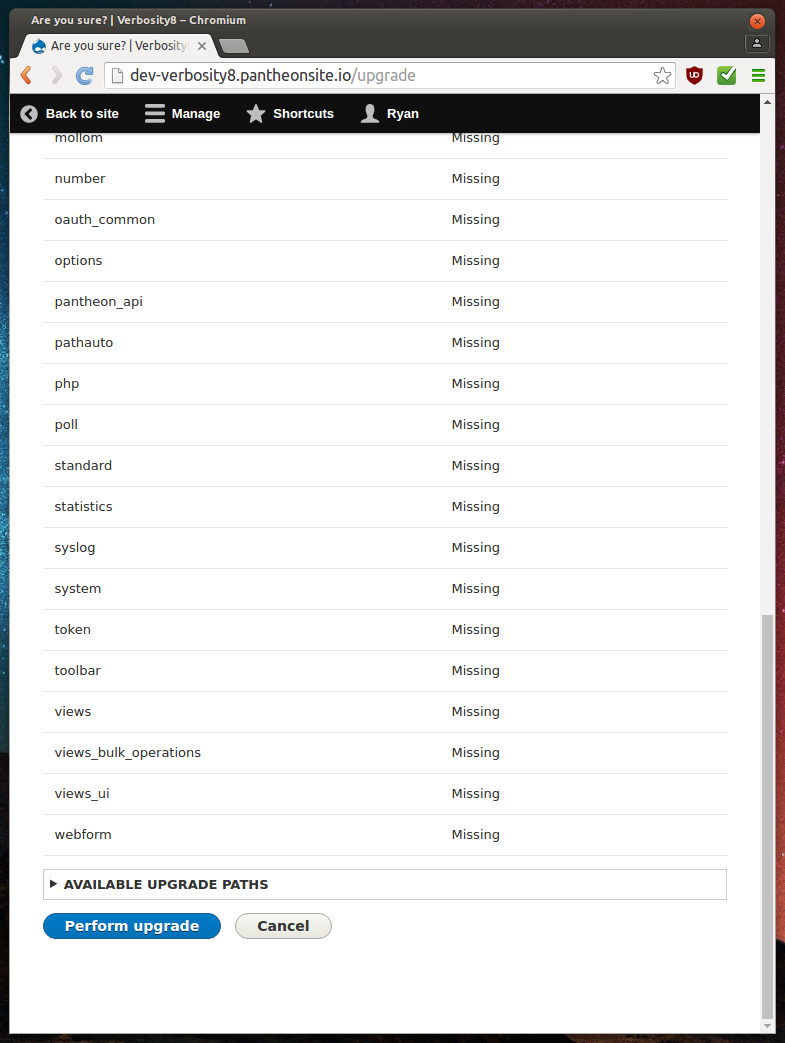 Are you sure? | Verbosity8 – Chromium
Are you sure? | Verbosity
dev-verbosity8.pantheonsite.io/upgrade
Back to site Manage Shortcuts Ryan
mollom Missing
number Missing
oauth_common Missing
options Missing
pantheon_api Missing
pathauto Missing
php Missing
poll Missing
standard Missing
statistics Missing
syslog Missing
system Missing
token Missing
toolbar Missing
views Missing
views_bulk_operations Missing
views_ui Missing
webform Missing
AVAILABLE UPGRADE PATHS
Perform upgrade Cancel